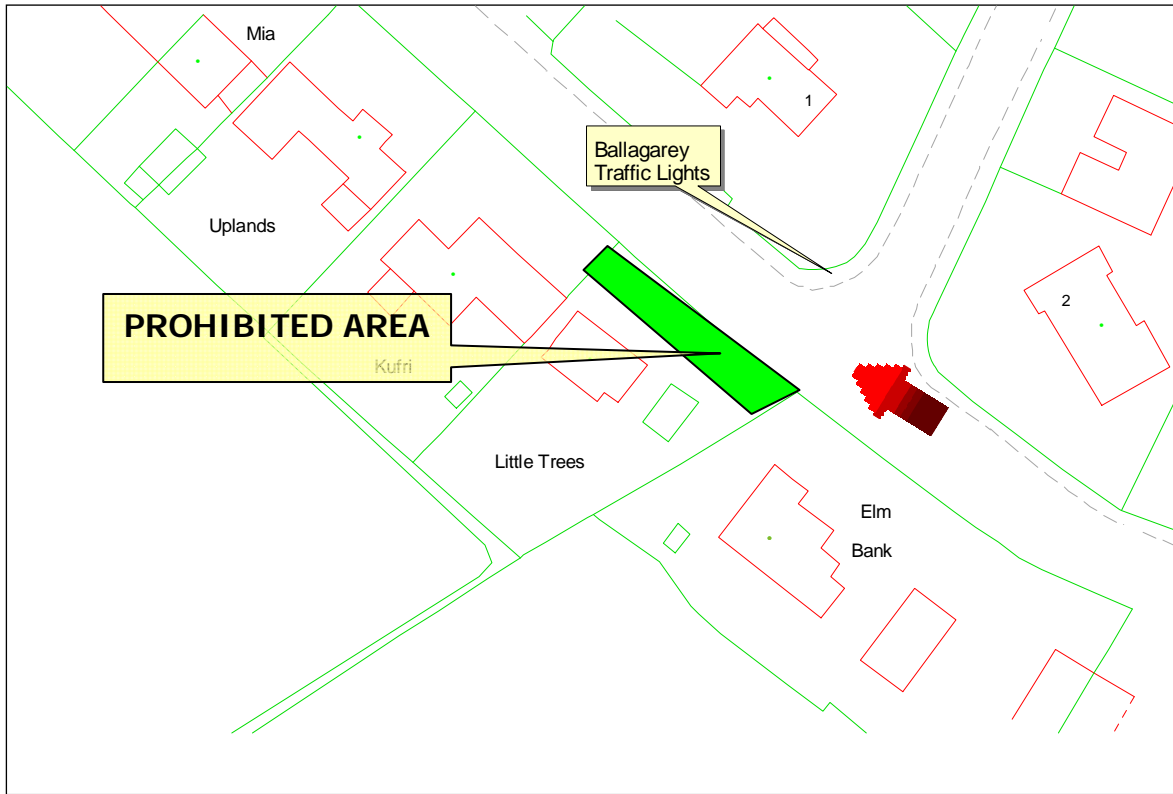 Mia
1
Ballagarey
Traffic Lights
Uplands
2
PROHIBITED AREA
Kufri
Little Trees
Elm
Bank